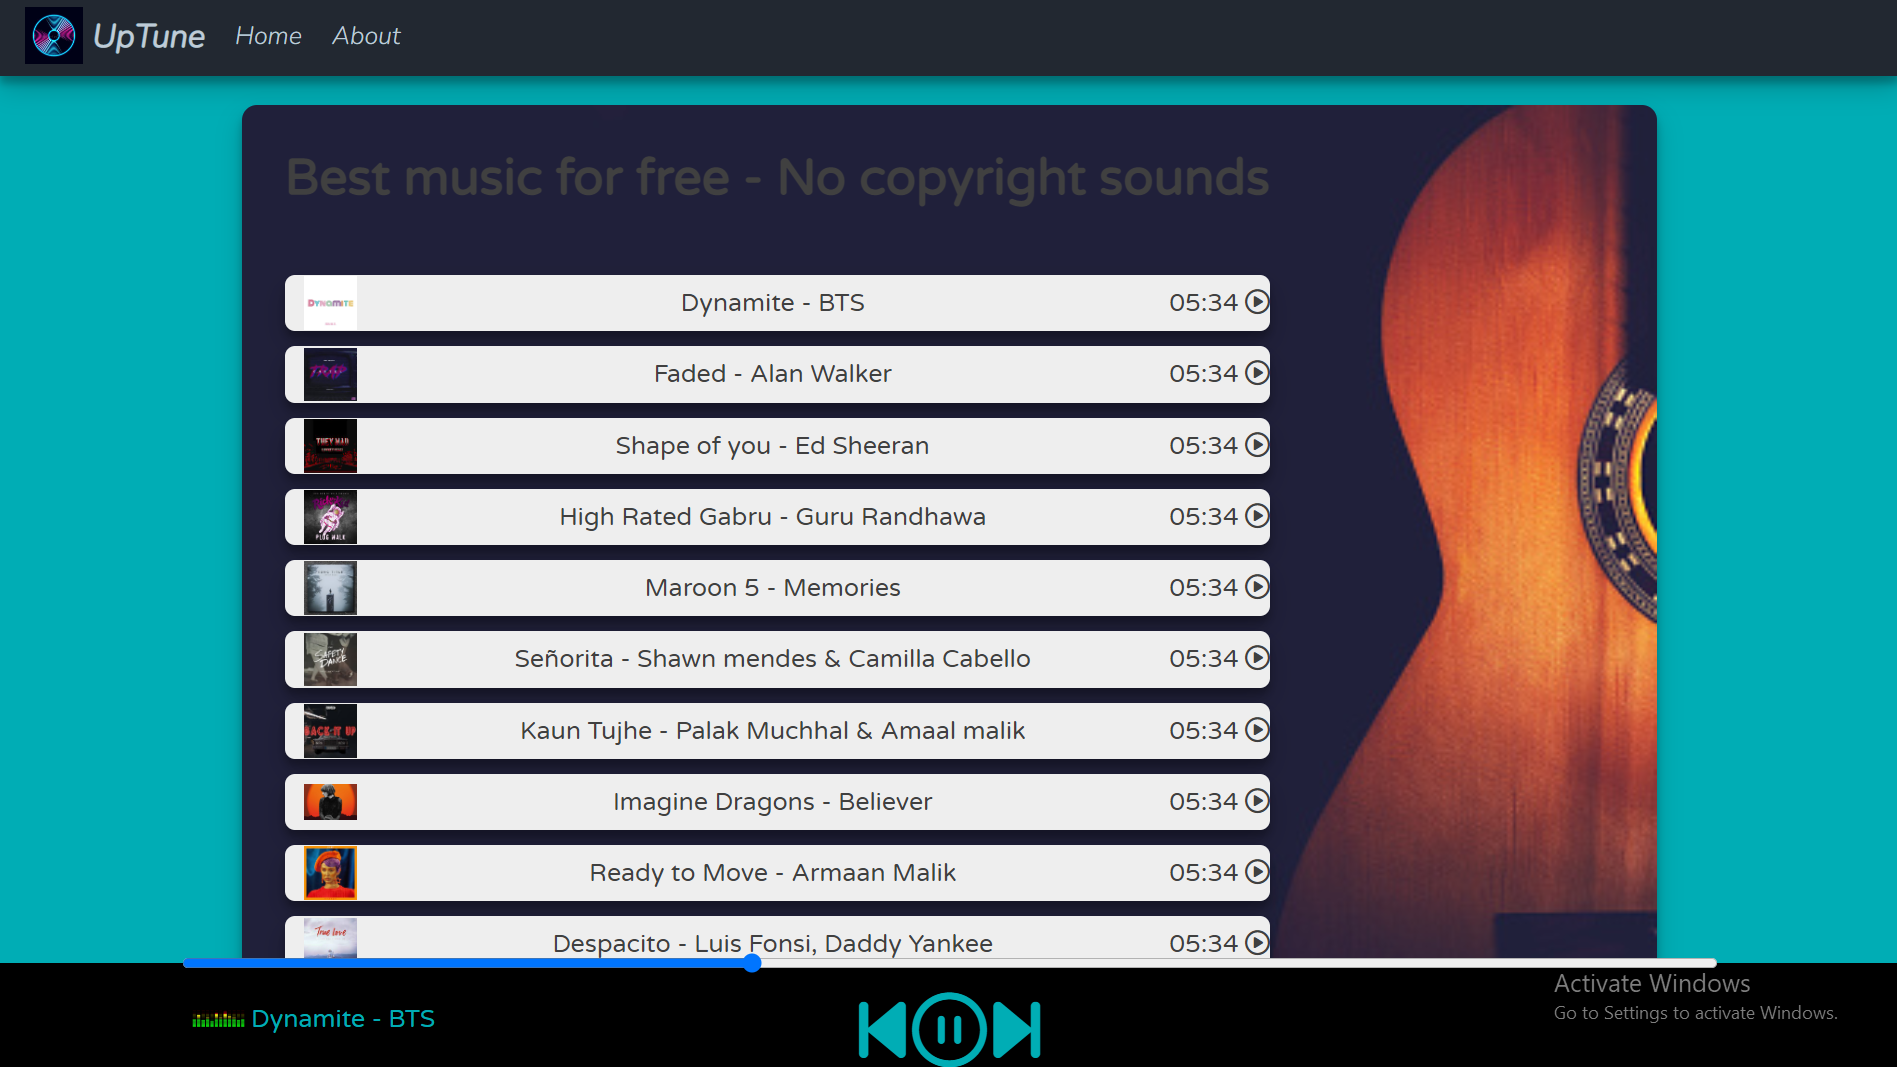 UpTune Home About
Best music for free - No copyright sounds
DYNAMITE
Dynamite - BTS 05:34
Faded - Alan Walker 05:34
THEY MAD
Shape of you - Ed Sheeran 05:34
PLUG WALK
High Rated Gabru - Guru Randhawa 05:34
Maroon 5 - Memories 05:34
SAFETY DANCE
Señorita - Shawn mendes & Camilla Cabello 05:34
BACK IT UP
Kaun Tujhe - Palak Muchhal & Amaal malik 05:34
Imagine Dragons - Believer 05:34
Ready to Move - Armaan Malik 05:34
True love
Despacito - Luis Fonsi, Daddy Yankee 05:34
Dynamite - BTS
Activate Windows
Go to Settings to activate Windows.